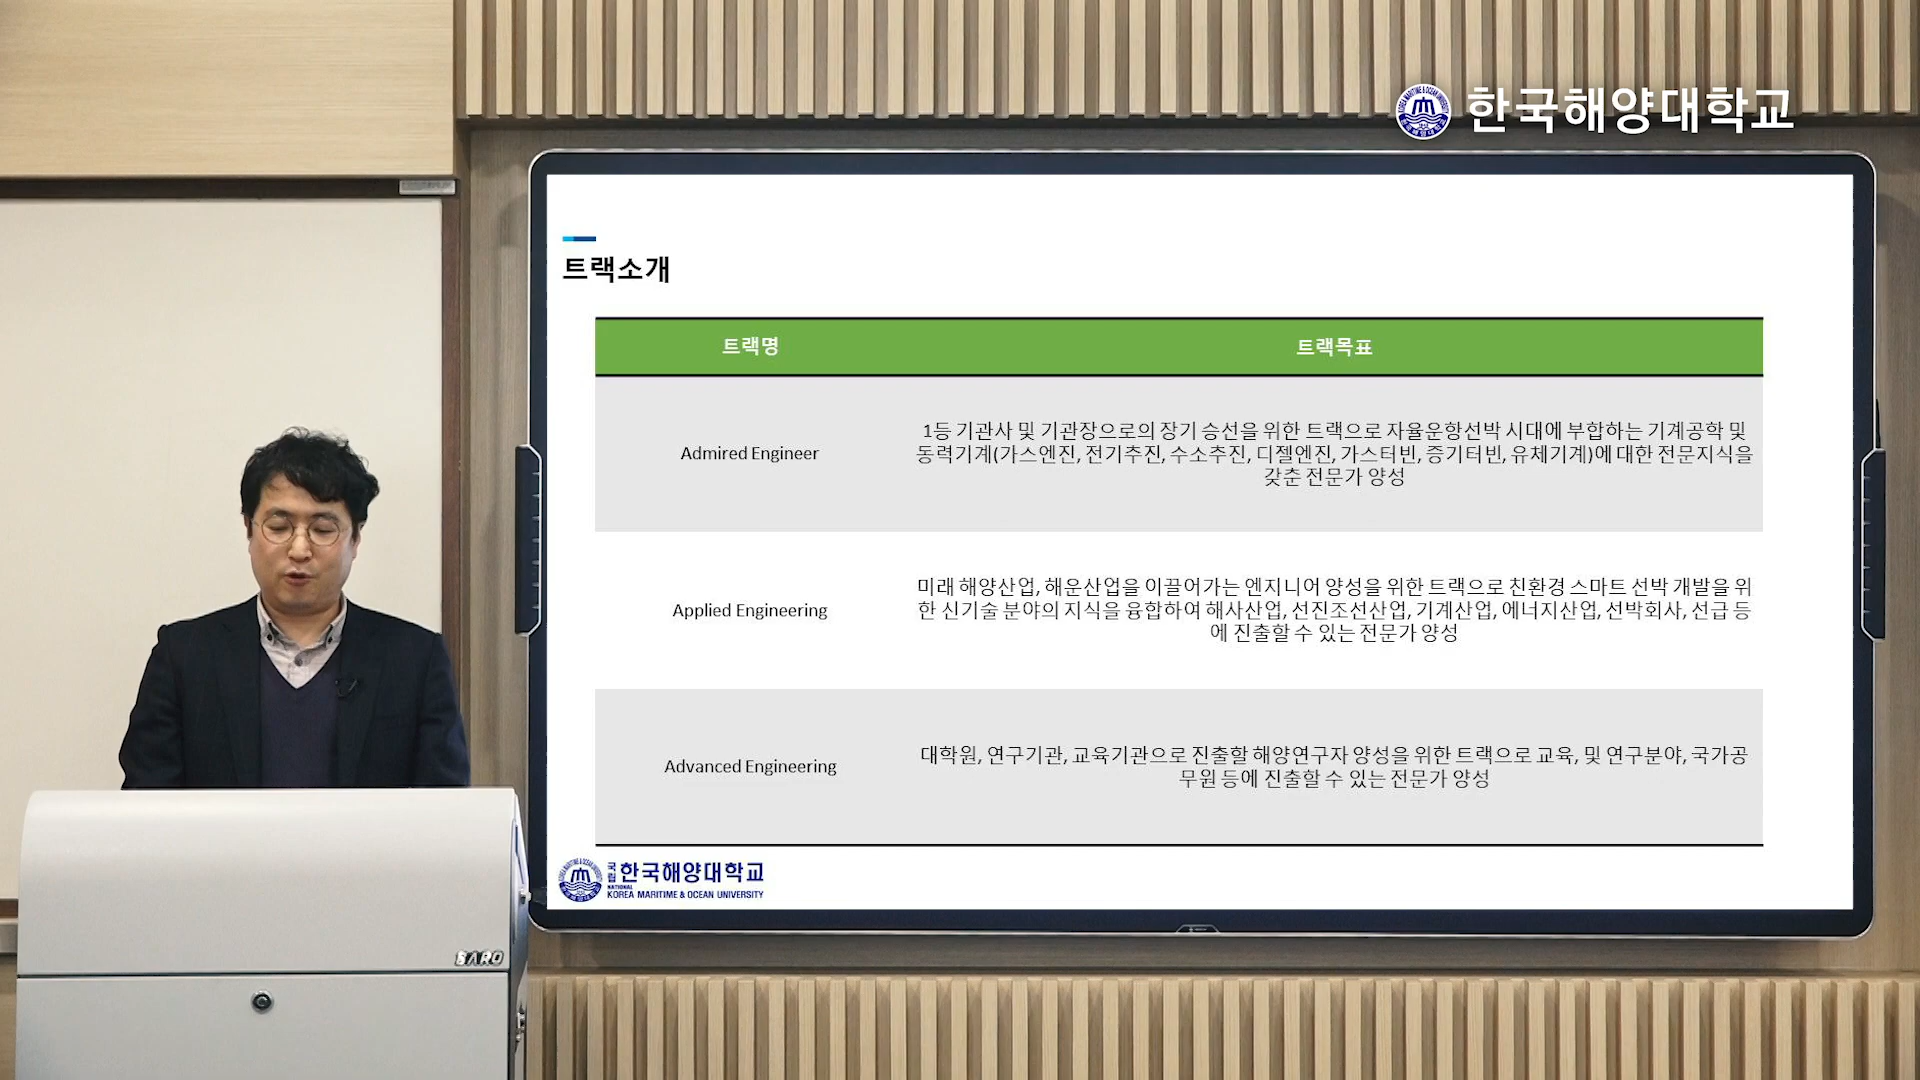 한국해양대학교
트랙소개
트랙명
트랙목표
Admired Engineer
1등 기관사 및 기관장으로의 장기 승선을 위한 트랙으로 자율운항선박 시대에 부합하는 기계공학 및
동력기계(가스엔진, 전기추진, 수소추진, 디젤엔진, 가스터빈, 증기터빈, 유체기계)에 대한 전문지식을
갖춘 전문가 양성
Applied Engineering
미래 해양산업, 해운산업을 이끌어가는 엔지니어 양성을 위한 트랙으로 친환경 스마트 선박 개발을 위
한 신기술 분야의 지식을 융합하여 해사산업, 선진조선산업, 기계산업, 에너지산업, 선박회사, 선급 등
에 진출할 수 있는 전문가 양성
Advanced Engineering
대학원, 연구기관, 교육기관으로 진출할 해양연구자 양성을 위한 트랙으로 교육, 및 연구분야, 국가공
무원 등에 진출할 수 있는 전문가 양성
국립 한국해양대학교
NATIONAL
KOREA MARITIME & OCEAN UNIVERSITY
BARO